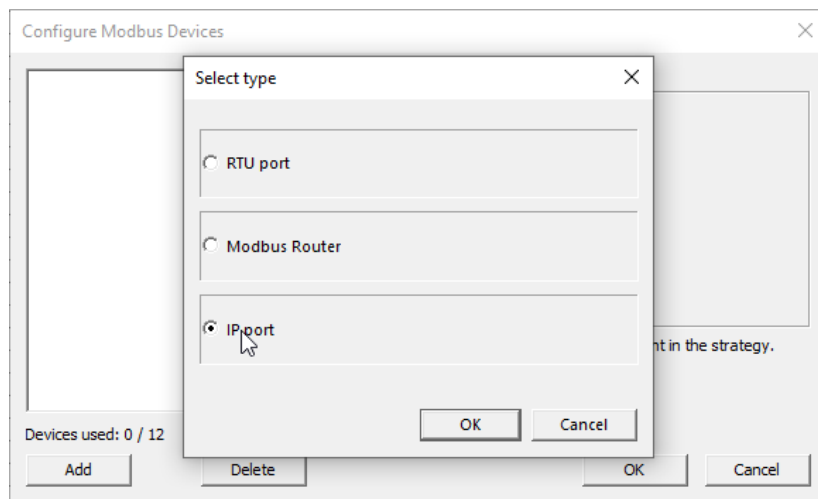 Configure Modbus Devices
Select type
RTU port
Modbus Router
IP port
nt in the strategy.
OK Cancel
Devices used: 0 / 12
Add Delete OK Cancel